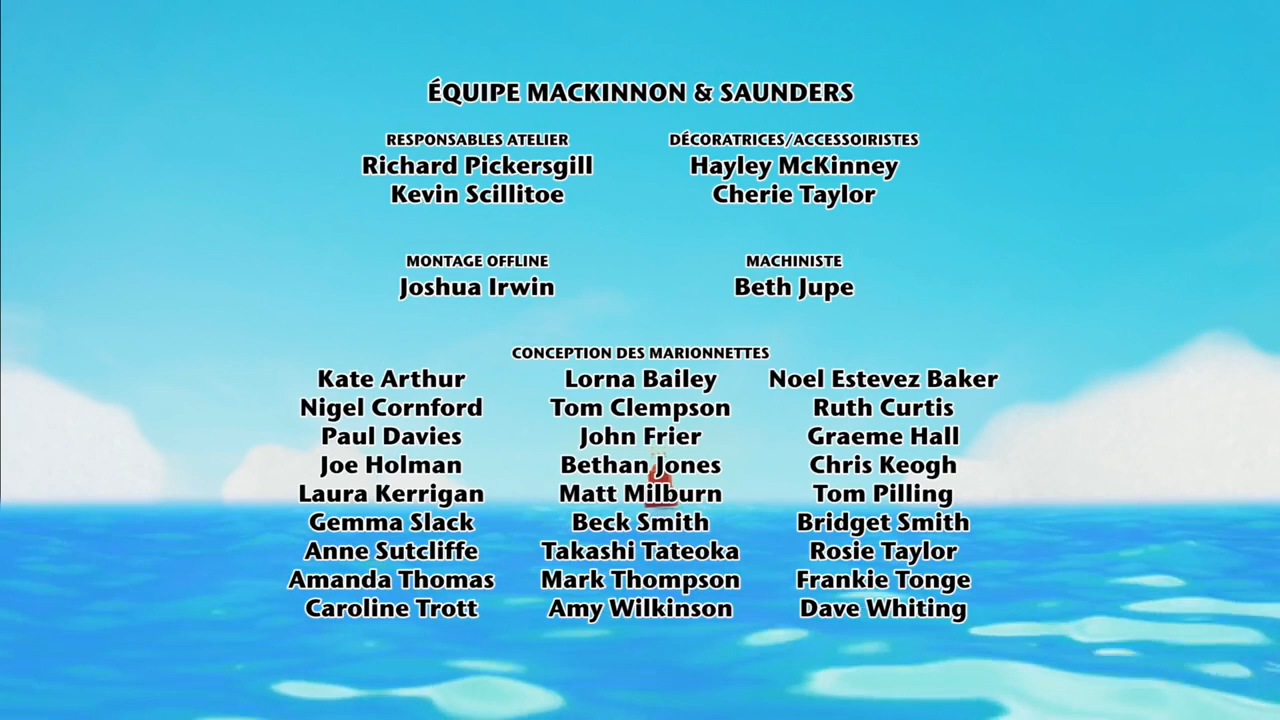 ÉQUIPE MACKINNON & SAUNDERS
RESPONSABLES ATELIER
Richard Pickersgill
Kevin Scillitoe
DÉCORATRICES/ACCESSOIRISTES
Hayley McKinney
Cherie Taylor
MONTAGE OFFLINE
Joshua Irwin
MACHINISTE
Beth Jupe
CONCEPTION DES MARIONNETTES
Kate Arthur Lorna Bailey Noel Estevez Baker
Nigel Cornford Tom Clempson Ruth Curtis
Paul Davies John Frier Graeme Hall
Joe Holman Bethan Jones Chris Keogh
Laura Kerrigan Matt Milburn Tom Pilling
Gemma Slack Beck Smith Bridget Smith
Anne Sutcliffe Takashi Tateoka Rosie Taylor
Amanda Thomas Mark Thompson Frankie Tonge
Caroline Trott Amy Wilkinson Dave Whiting